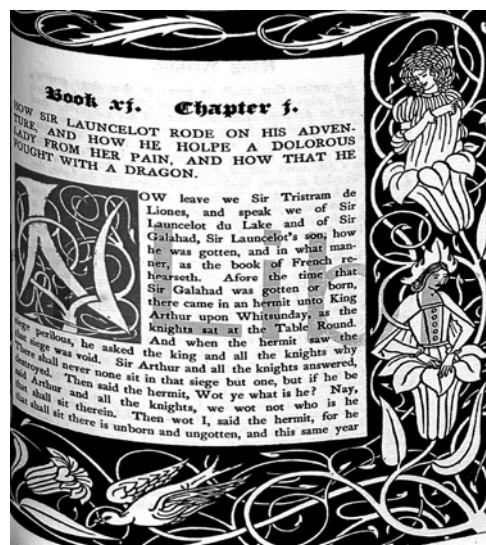 Book xj. Chapter j.
HOW SIR LAUNCELOT RODE ON HIS ADVEN-
TURE, AND HOW HE HOLPE A DOLOROUS
LADY FROM HER PAIN, AND HOW THAT HE
FOUGHT WITH A DRAGON.
NOW leave we Sir Tristram de
Liones, and speak we of Sir
Launcelot du Lake and of Sir
Galahad, Sir Launcelot's son, how
he was gotten, and in what man-
ner, as the book of French re-
hearseth. Afore the time that
Sir Galahad was gotten or born,
there came in an hermit unto King
Arthur upon Whitsunday, as the
knights sat at the Table Round.
And when the hermit saw the
siege perilous, he asked the king and all the knights why
that siege was void. Sir Arthur and all the knights answered,
There shall never none sit in that siege but one, but if he be
destroyed. Then said the hermit, Wot ye what is he? Nay,
said Arthur and all the knights, we wot not who is he
that shall sit therein. Then wot I, said the hermit, for he
that shall sit there is unborn and ungotten, and this same year